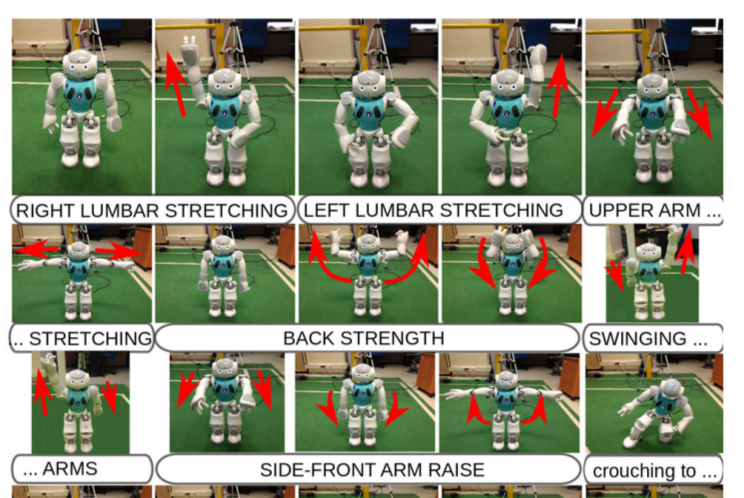 RIGHT LUMBAR STRETCHING
LEFT LUMBAR STRETCHING
UPPER ARM ...
... STRETCHING
BACK STRENGTH
SWINGING ...
... ARMS
SIDE-FRONT ARM RAISE
crouching to ...